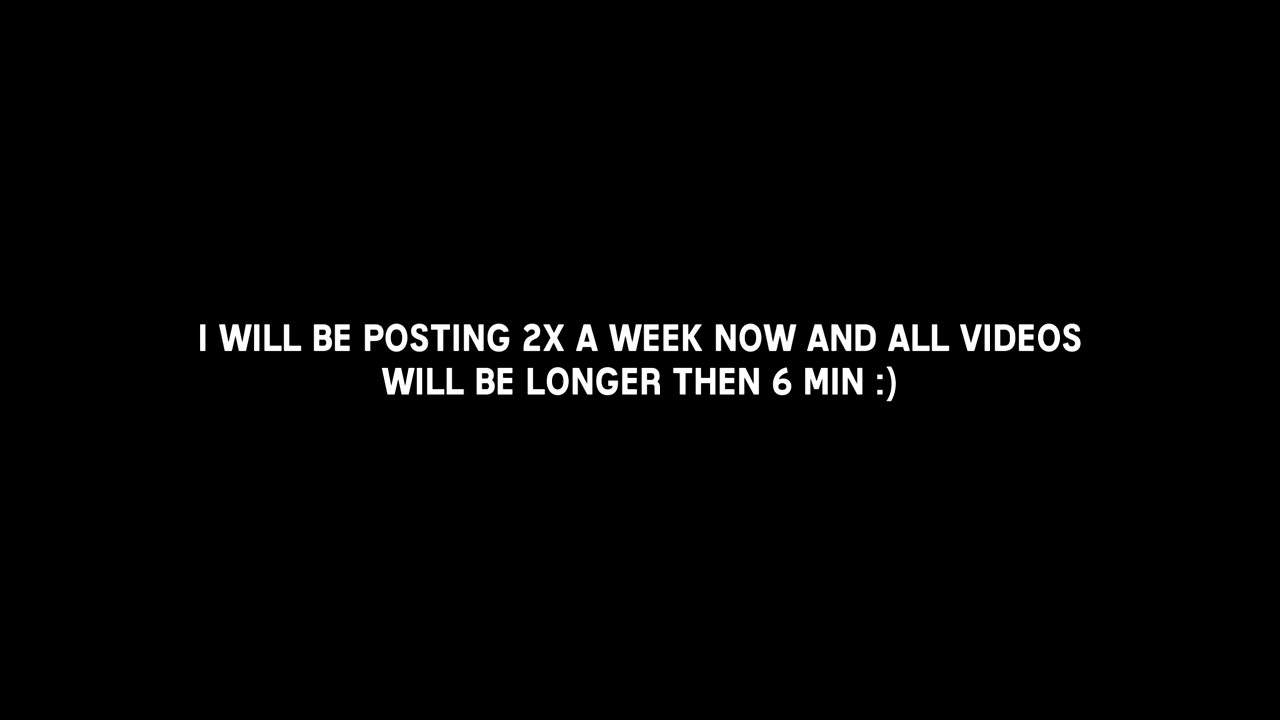 I WILL BE POSTING 2X A WEEK NOW AND ALL VIDEOS
WILL BE LONGER THEN 6 MIN :)